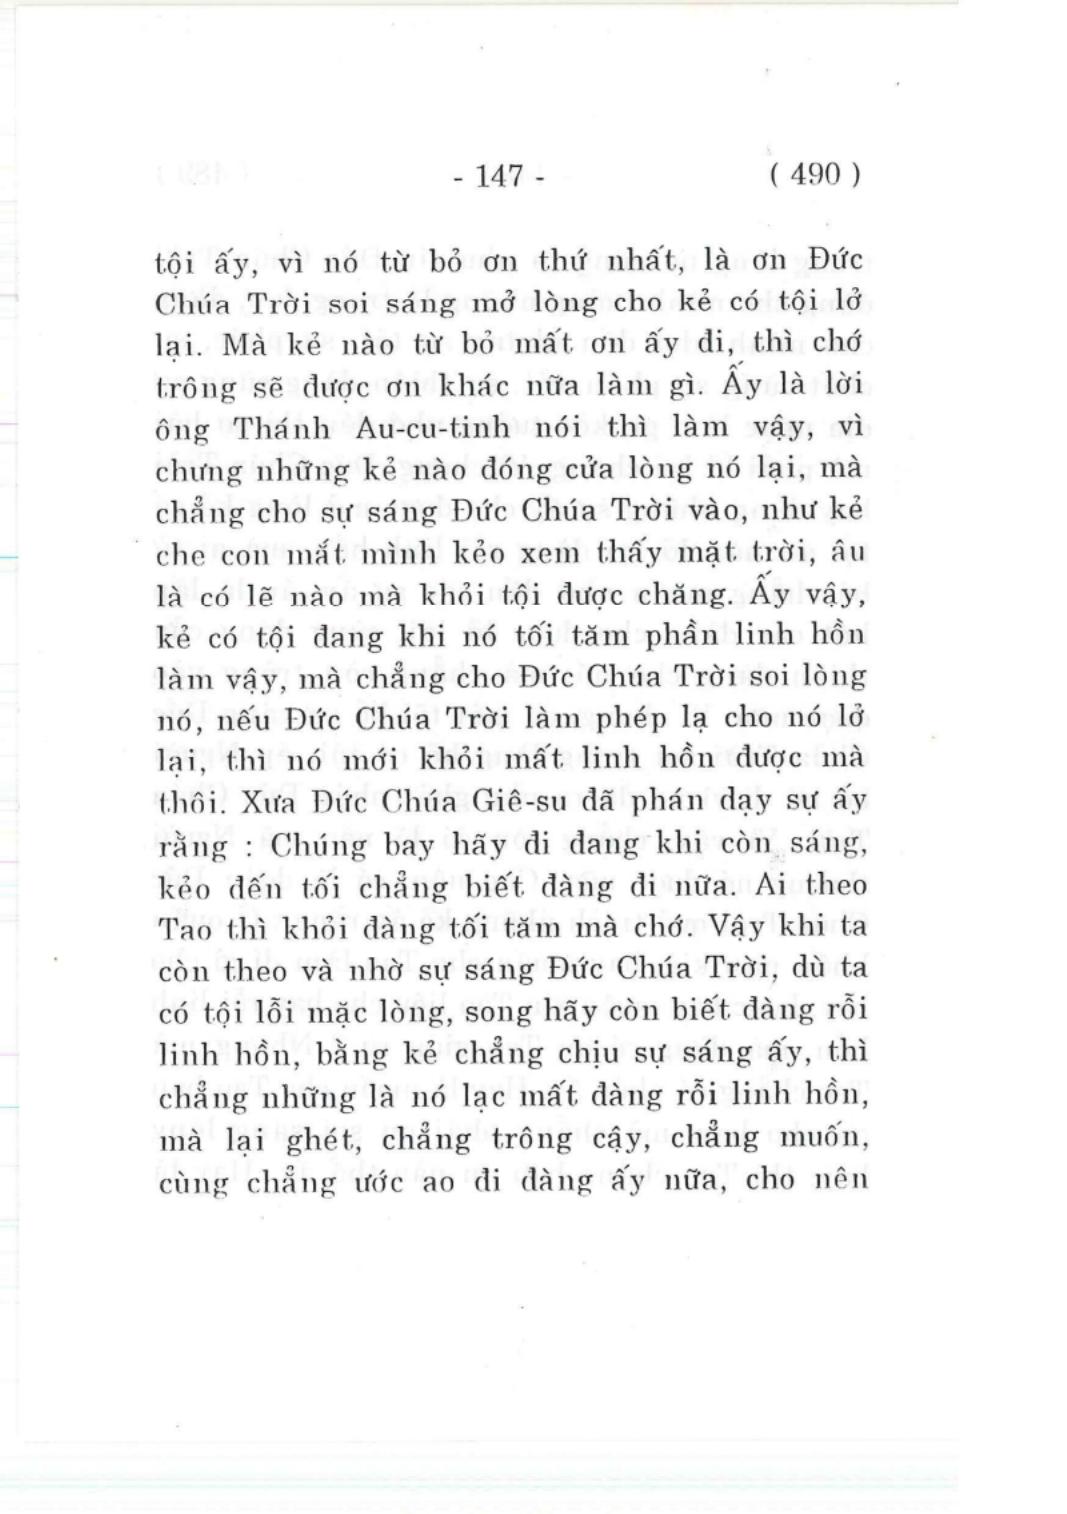 - 147 - ( 490 )
tội ấy, vì nó từ bỏ ơn thứ nhất, là ơn Đức
Chúa Trời soi sáng mở lòng cho kẻ có tội lở
lại. Mà kẻ nào từ bỏ mất ơn ấy đi, thì chớ
trông sẽ được ơn khác nữa làm gì. Ấy là lời
ông Thánh Au-cu-tinh nói thì làm vậy, vì
chưng những kẻ nào đóng cửa lòng nó lại, mà
chẳng cho sự sáng Đức Chúa Trời vào, như kẻ
che con mắt mình kẻo xem thấy mặt trời, âu
là có lẽ nào mà khỏi tội được chăng. Ấy vậy,
kẻ có tội đang khi nó tối tăm phần linh hồn
làm vậy, mà chẳng cho Đức Chúa Trời soi lòng
nó, nếu Đức Chúa Trời làm phép lạ cho nó lở
lại, thì nó mới khỏi mất linh hồn được mà
thôi. Xưa Đức Chúa Giê-su đã phán dạy sự ấy
rằng : Chúng bay hãy đi đang khi còn sáng,
kẻo đến tối chẳng biết đàng đi nữa. Ai theo
Tao thì khỏi đàng tối tăm mà chớ. Vậy khi ta
còn theo và nhờ sự sáng Đức Chúa Trời, dù ta
có tội lỗi mặc lòng, song hãy còn biết đàng rỗi
linh hồn, bằng kẻ chẳng chịu sự sáng ấy, thì
chẳng những là nó lạc mất đàng rỗi linh hồn,
mà lại ghét, chẳng trông cậy, chẳng muốn,
cùng chẳng ước ao đi đàng ấy nữa, cho nên